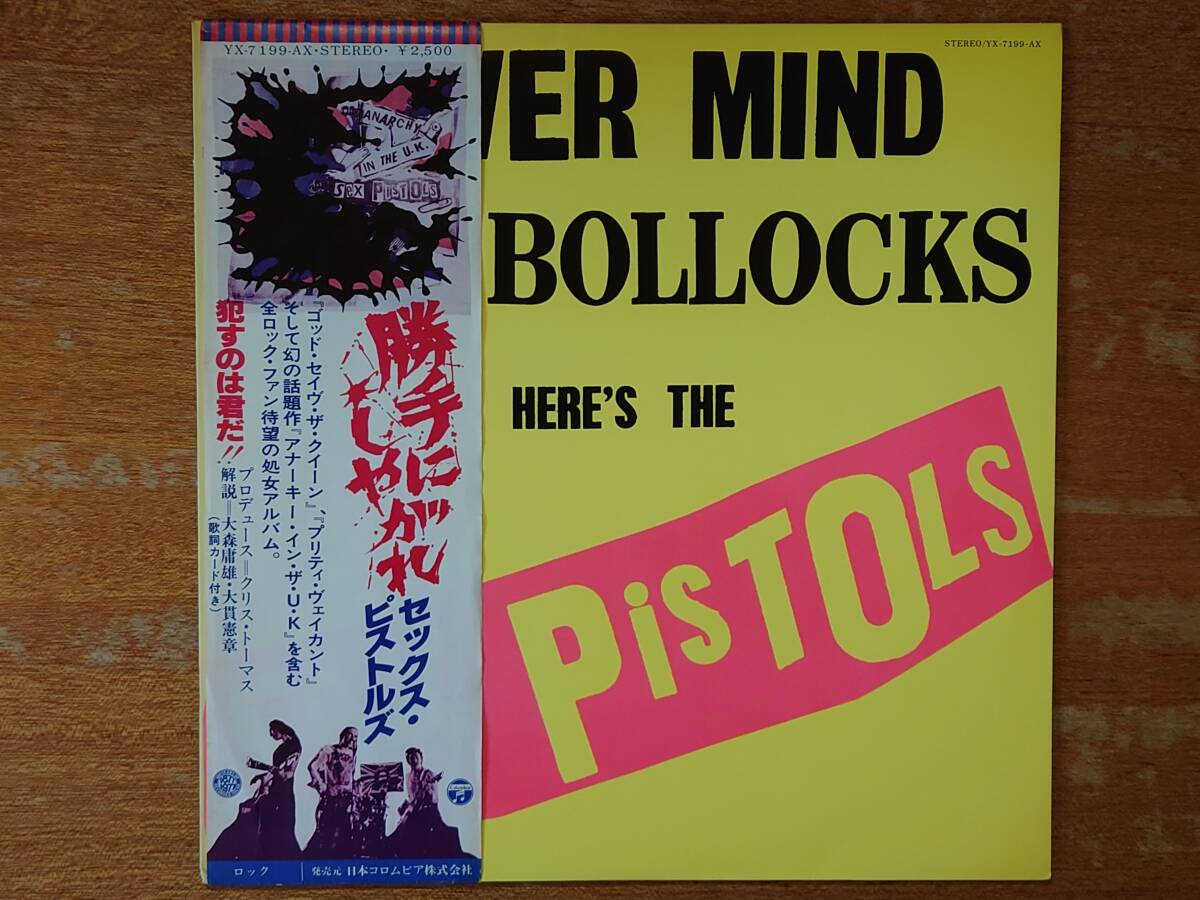 YX-7199-AX・STEREO・¥2,500
ANARCHY
IN THE U.K.
SEX PISTOLS
勝手に
しやがれ
セックス・
ピストルズ
『ゴッド・セイヴ・ザ・クイーン』、『プリティ・ヴェイカント』
そして幻の話題作『アナーキー・イン・ザ・U・K』を含む
全ロック・ファン待望の処女アルバム。
犯すのは君だ!!
プロデュース=クリス・トーマス
解説=大森庸雄・大貫憲章
(歌詞カード付き)
Columbia
ロック
発売元 日本コロムビア株式会社
STEREO/YX-7199-AX
VER MIND
BOLLOCKS
HERE'S THE
PiSTOLS